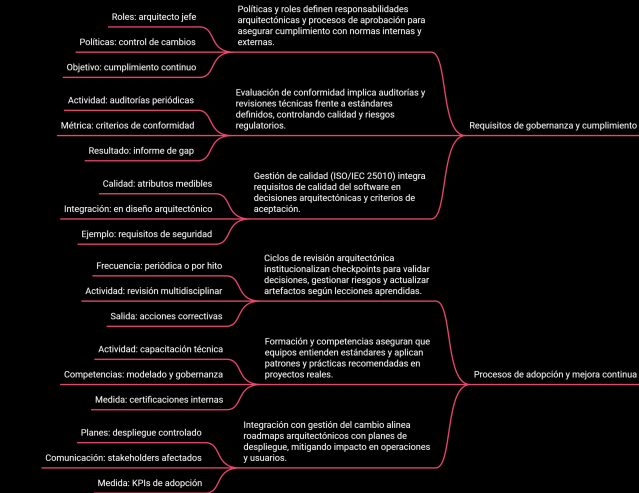 Roles: arquitecto jefe
Políticas: control de cambios
Objetivo: cumplimiento continuo
Políticas y roles definen responsabilidades
arquitectónicas y procesos de aprobación para
asegurar cumplimiento con normas internas y
externas.
Actividad: auditorías periódicas
Métrica: criterios de conformidad
Resultado: informe de gap
Evaluación de conformidad implica auditorías y
revisiones técnicas frente a estándares
definidos, controlando calidad y riesgos
regulatorios.
Requisitos de gobernanza y cumplimiento
Calidad: atributos medibles
Integración: en diseño arquitectónico
Ejemplo: requisitos de seguridad
Gestión de calidad (ISO/IEC 25010) integra
requisitos de calidad del software en
decisiones arquitectónicas y criterios de
aceptación.
Frecuencia: periódica o por hito
Actividad: revisión multidisciplinar
Salida: acciones correctivas
Ciclos de revisión arquitectónica
institucionalizan checkpoints para validar
decisiones, gestionar riesgos y actualizar
artefactos según lecciones aprendidas.
Actividad: capacitación técnica
Competencias: modelado y gobernanza
Medida: certificaciones internas
Formación y competencias aseguran que
equipos entienden estándares y aplican
patrones y prácticas recomendadas en
proyectos reales.
Procesos de adopción y mejora continua
Planes: despliegue controlado
Comunicación: stakeholders afectados
Medida: KPIs de adopción
Integración con gestión del cambio alinea
roadmaps arquitectónicos con planes de
despliegue, mitigando impacto en operaciones
y usuarios.